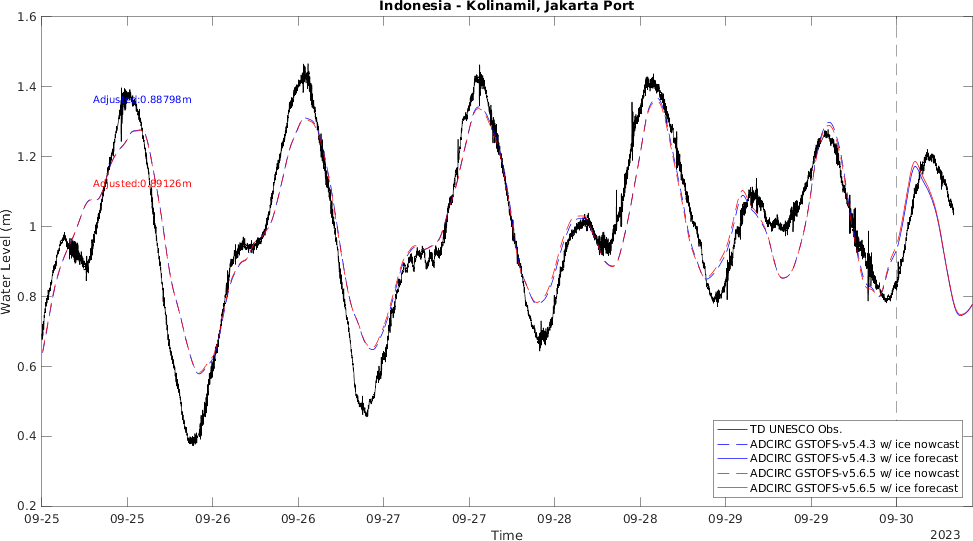 Indonesia - Kolinamil, Jakarta Port
1.6
1.4
1.2
1
0.8
0.6
0.4
0.2
Water Level (m)
Adjusted:0.88798m
Adjusted:0.89126m
TD UNESCO Obs.
ADCIRC GSTOFS-v5.4.3 w/ ice nowcast
ADCIRC GSTOFS-v5.4.3 w/ ice forecast
ADCIRC GSTOFS-v5.6.5 w/ ice nowcast
ADCIRC GSTOFS-v5.6.5 w/ ice forecast
09-25 09-25 09-26 09-26 09-27 09-27 09-28 09-28 09-29 09-29 09-30
Time
2023